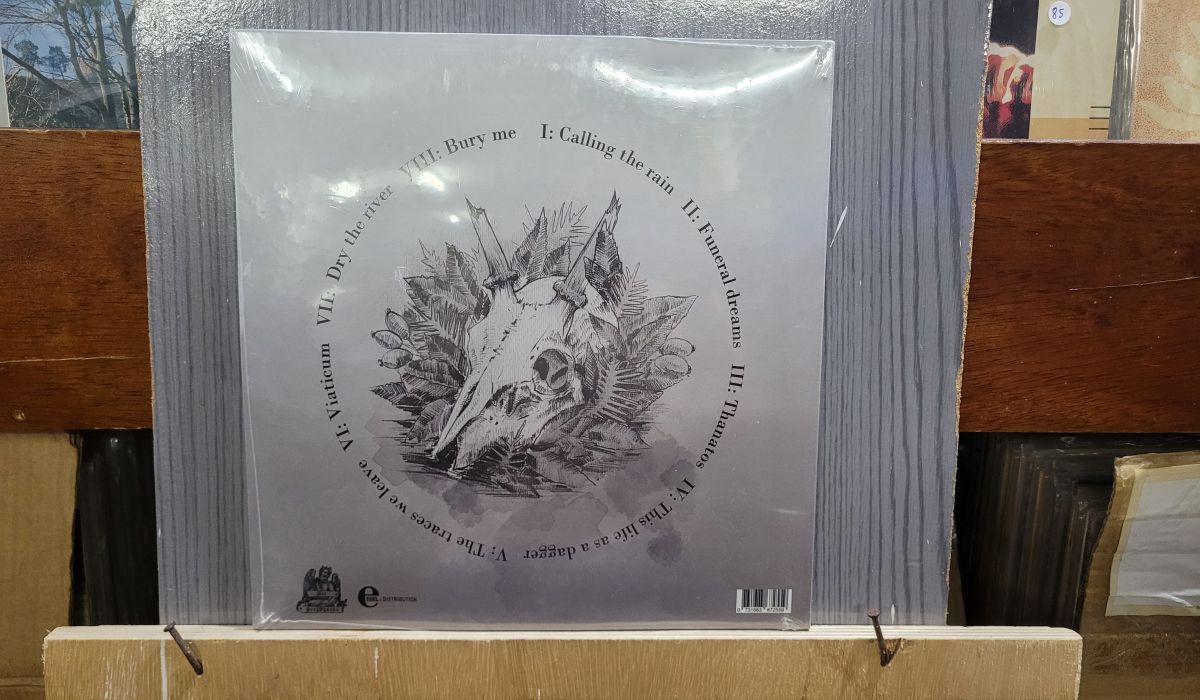 I: Calling the rain
II: Funeral dreams
III: Thanatos
IV: This life as a dagger
V: The traces we leave
VI: Viaticum
VII: Dry the river
VIII: Bury me
DISTRIBUTION
85